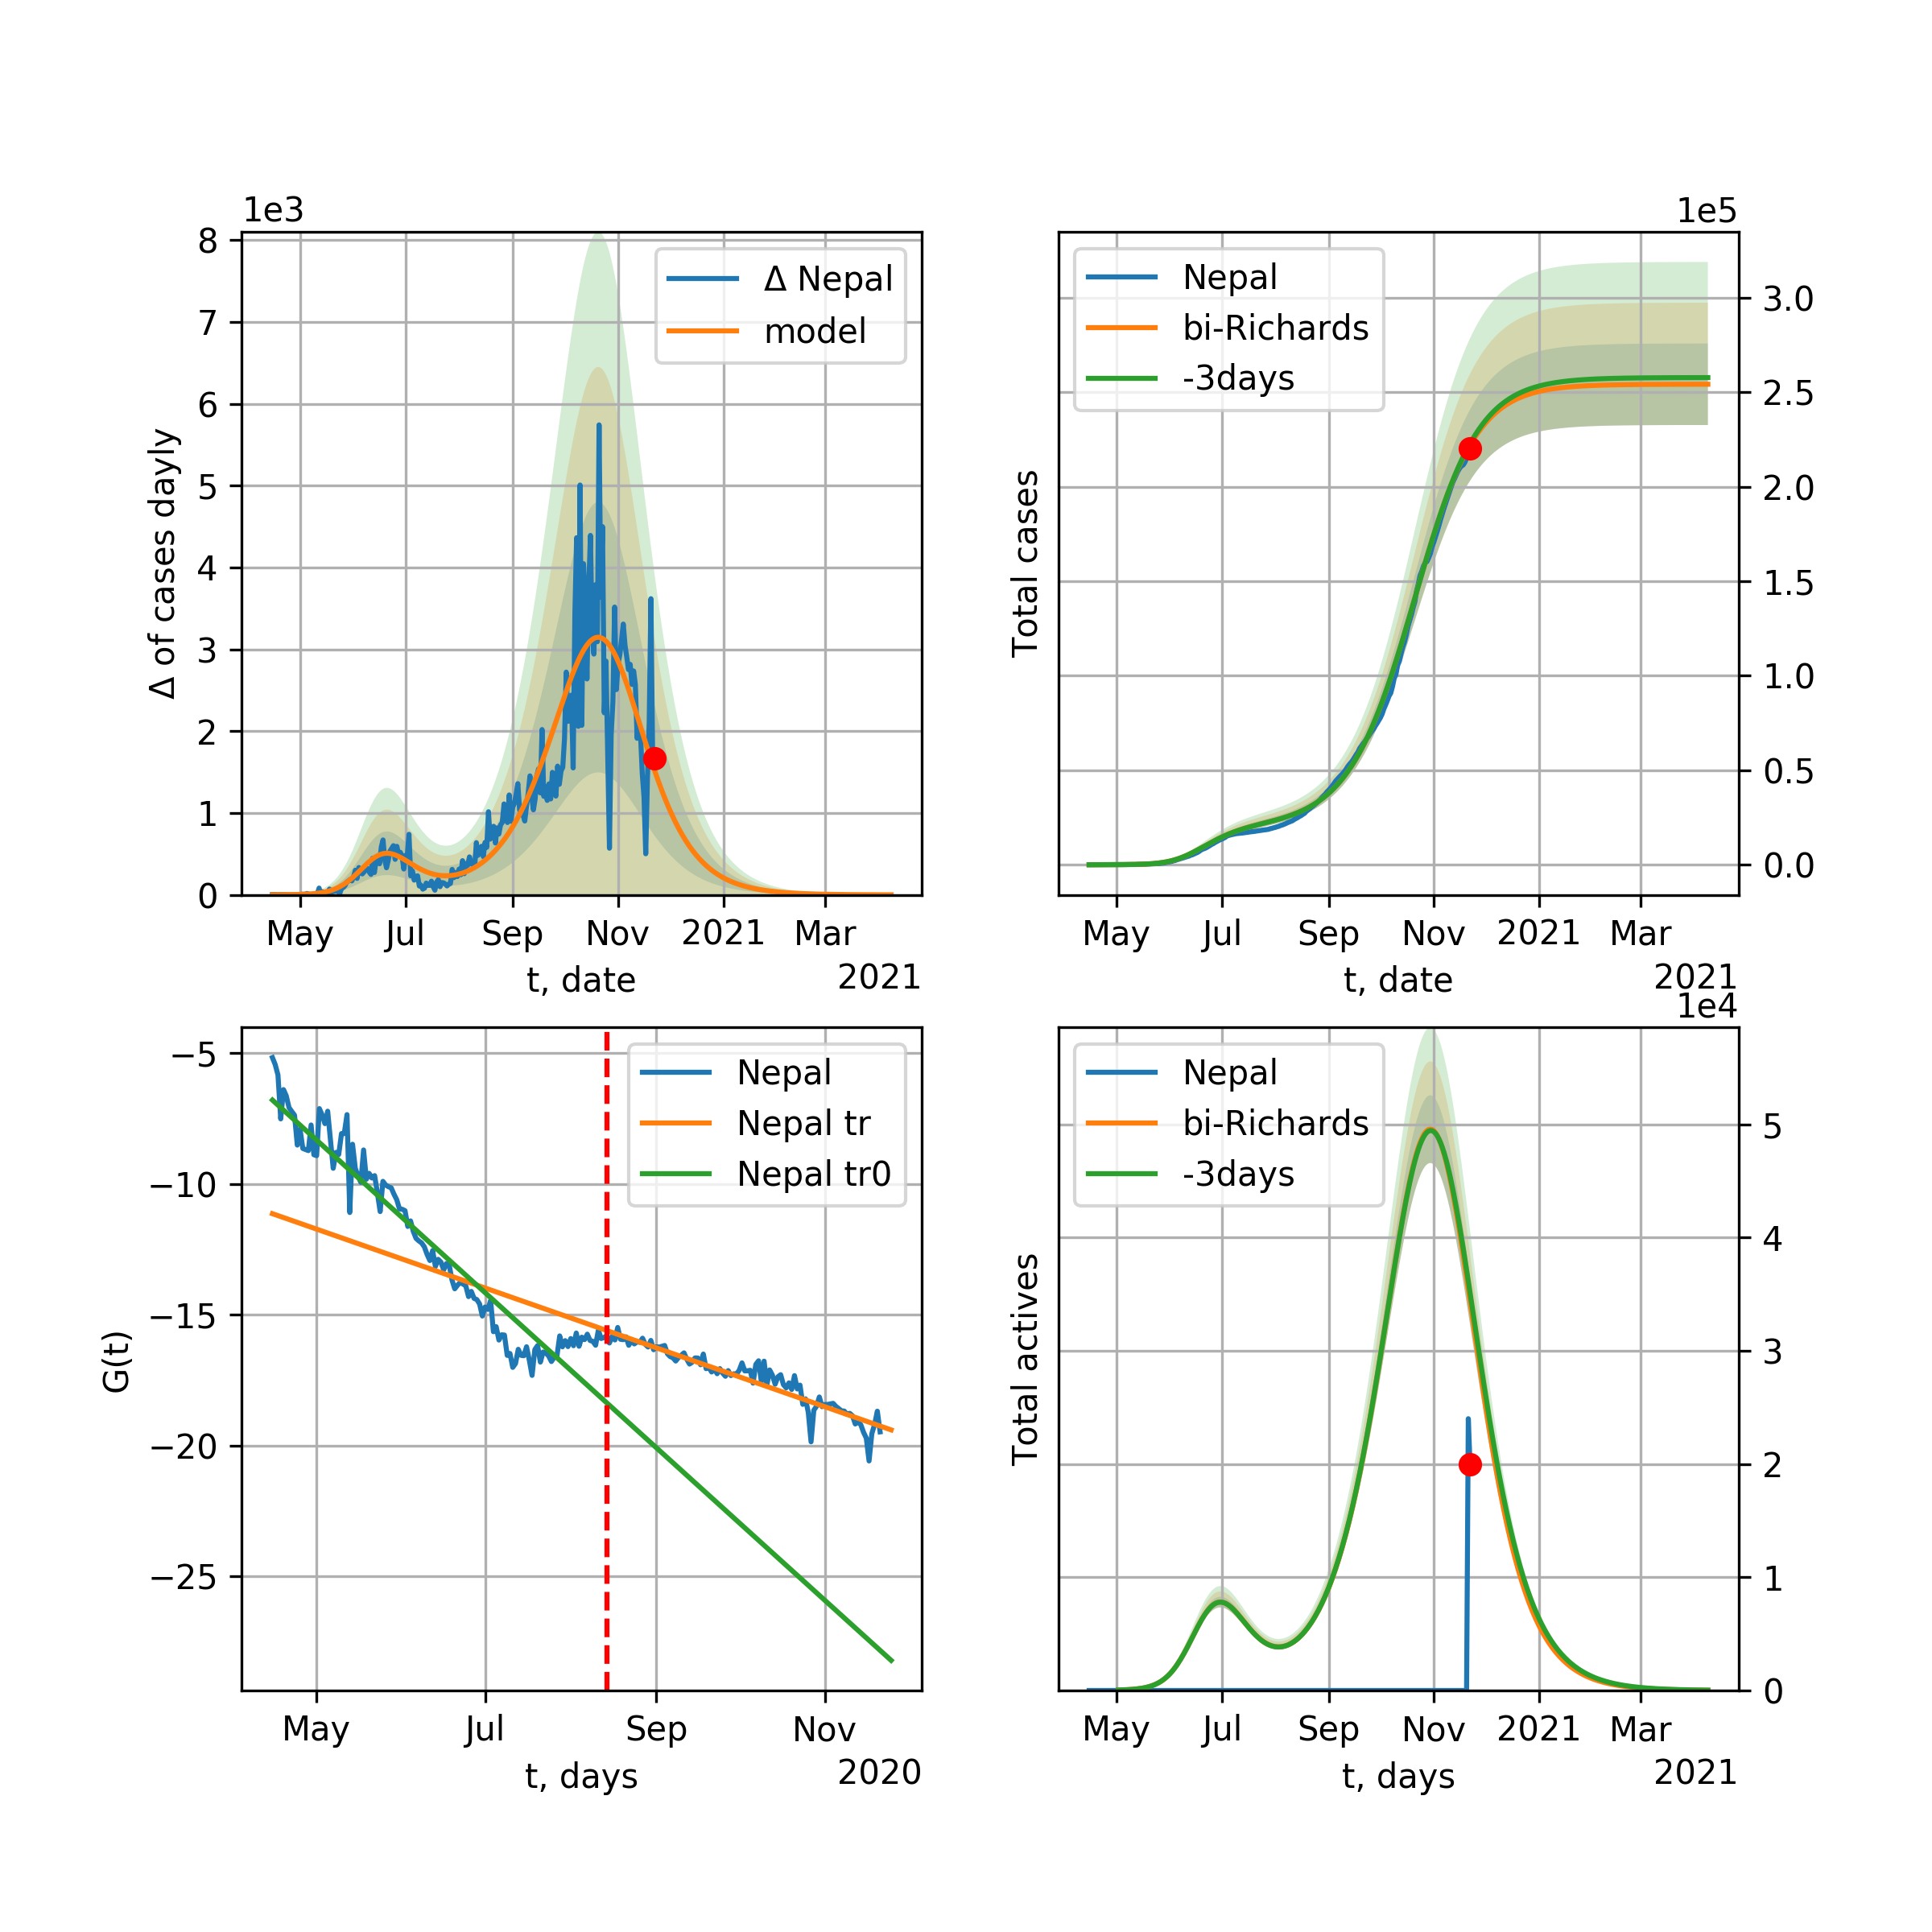 1e3
8
7
6
5
4
3
2
1
0
Δ of cases dayly
Δ Nepal
model
May Jul Sep Nov 2021 Mar
t, date
2021
1e5
Nepal
bi-Richards
-3days
3.0
2.5
2.0
1.5
1.0
0.5
0.0
Total cases
May Jul Sep Nov 2021 Mar
t, date
2021
−5
−10
−15
−20
−25
G(t)
Nepal
Nepal tr
Nepal tr0
May Jul Sep Nov
t, days
2020
1e4
Nepal
bi-Richards
-3days
5
4
3
2
1
0
Total actives
May Jul Sep Nov 2021 Mar
t, days
2021